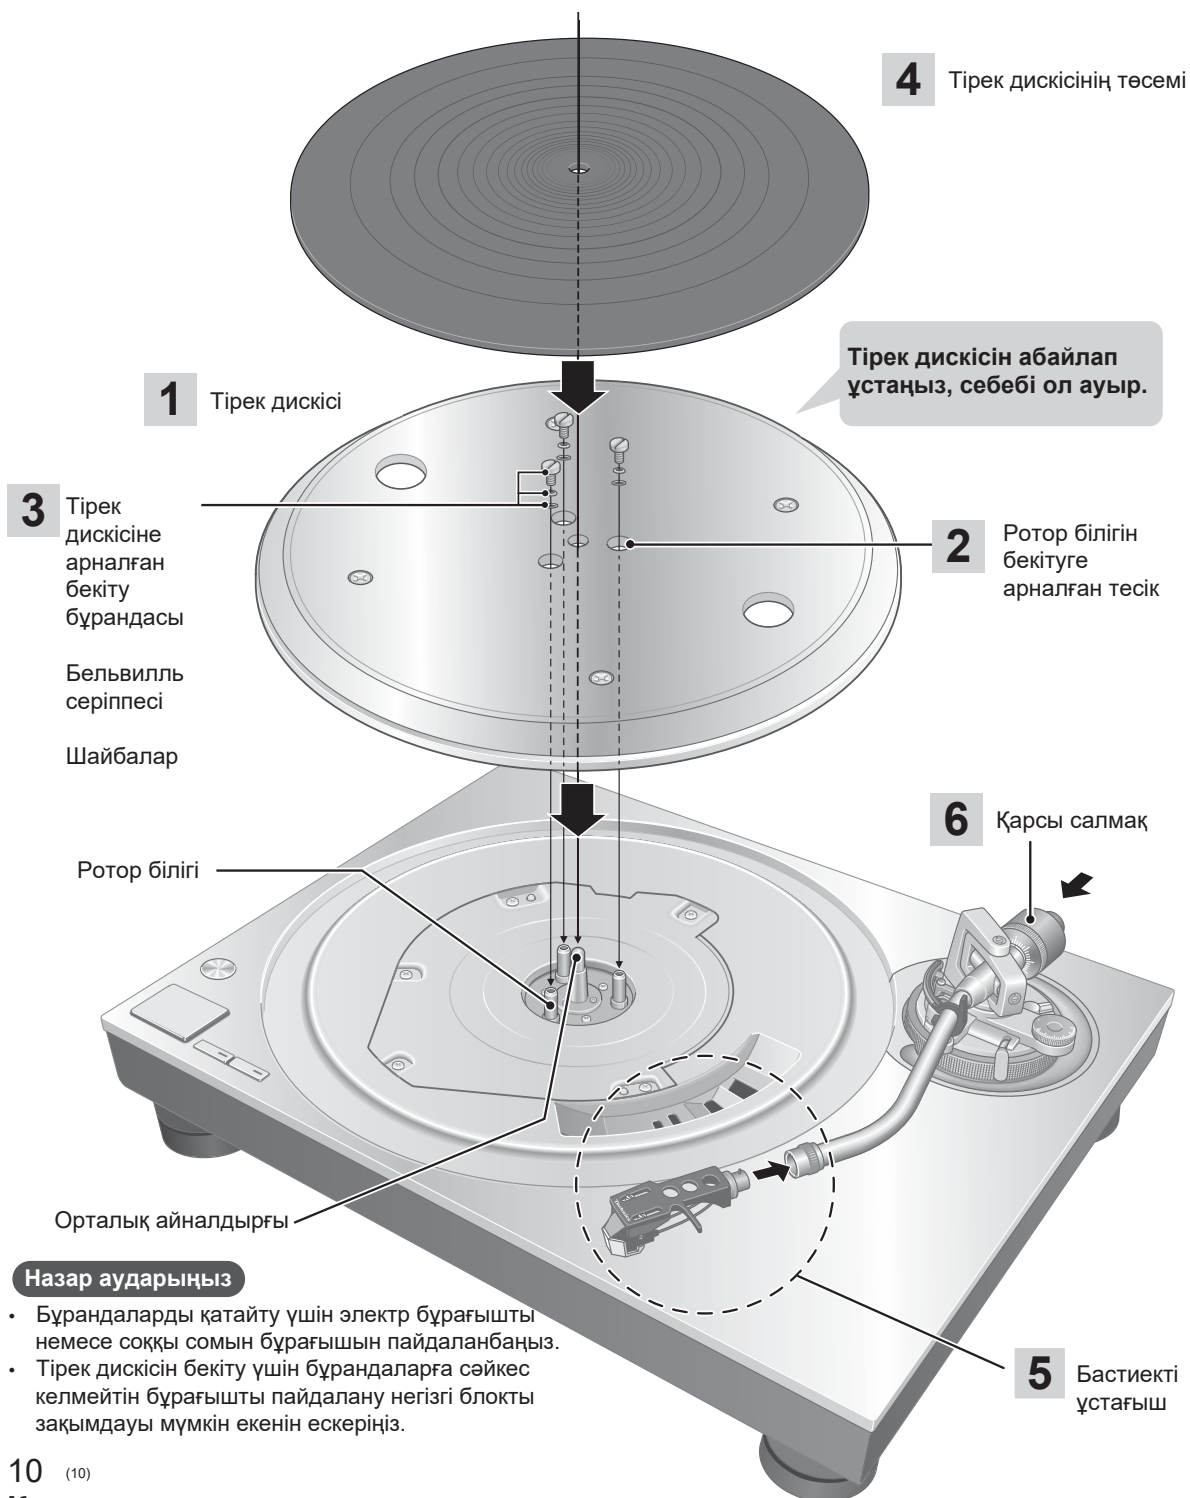 4 Тірек дискісінің төсемі
Тірек дискісін абайлап
ұстаңыз, себебі ол ауыр.
1 Тірек дискісі
3 Тірек
дискісіне
арналған
бекіту
бұрандасы
Бельвилль
серіппесі
Шайбалар
2 Ротор білігін
бекітуге
арналған тесік
6 Қарсы салмақ
Ротор білігі
Орталық айналдырғы
Назар аударыңыз
• Бұрандаларды қатайту үшін электр бұрағышты
немесе соққы сомын бұрағышын пайдаланбаңыз.
• Тірек дискісін бекіту үшін бұрандаларға сәйкес
келмейтін бұрағышты пайдалану негізгі блокты
зақымдауы мүмкін екенін ескеріңіз.
5 Бастиекті
ұстағыш
10 (10)